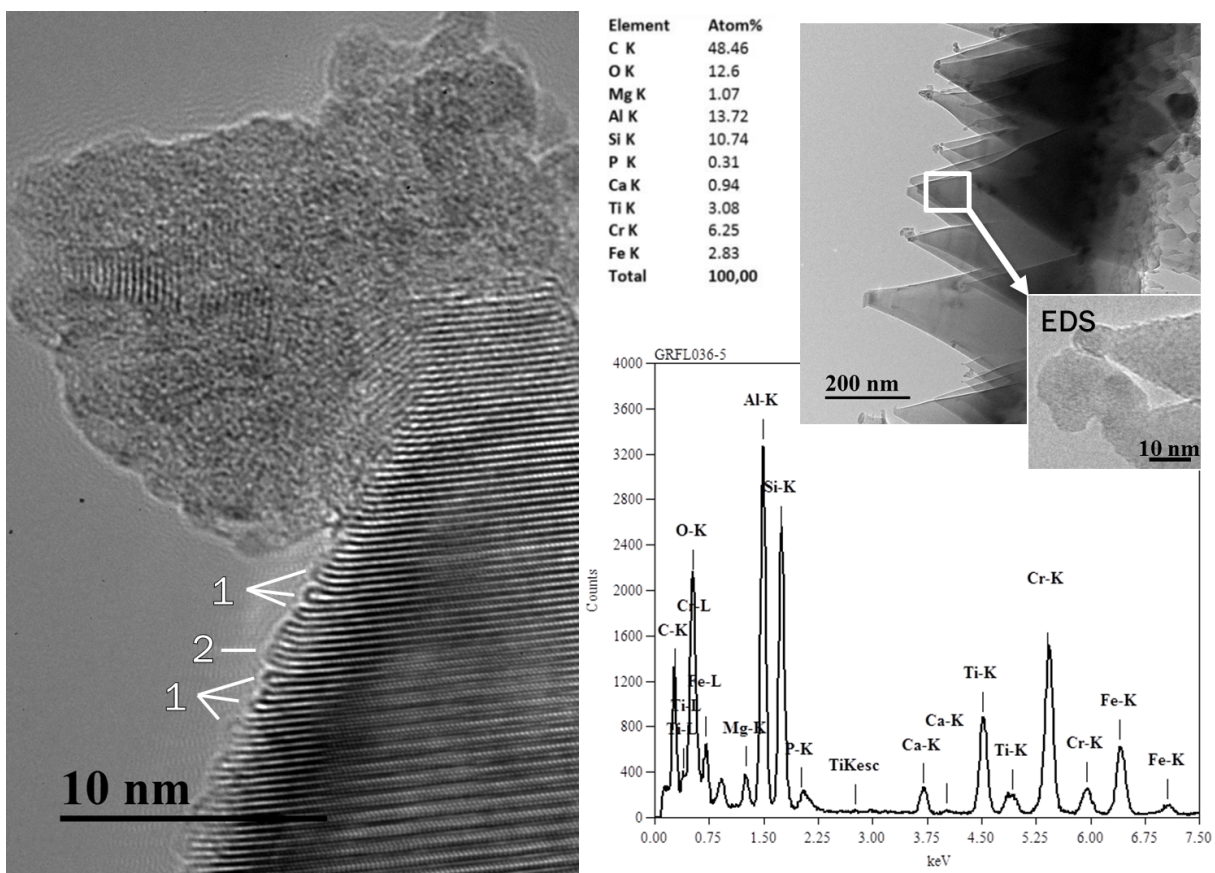 1
2
1
10 nm
Element Atom%
C K 48.46
O K 12.6
Mg K 1.07
Al K 13.72
Si K 10.74
P K 0.31
Ca K 0.94
Ti K 3.08
Cr K 6.25
Fe K 2.83
Total 100,00
200 nm
EDS
10 nm
GRFL036-5
4000
3600
3200
2800
2400
2000
1600
1200
800
400
Counts
Al-K
Si-K
O-K
Cr-L
C-K
Fe-L
Ti-L
Ti-L
Mg-K
P-K
TiKesc
Ca-K
Ca-K
Ti-K
Ti-K
Cr-K
Cr-K
Fe-K
Fe-K
0.00 0.75 1.50 2.25 3.00 3.75 4.50 5.25 6.00 6.75 7.50
keV